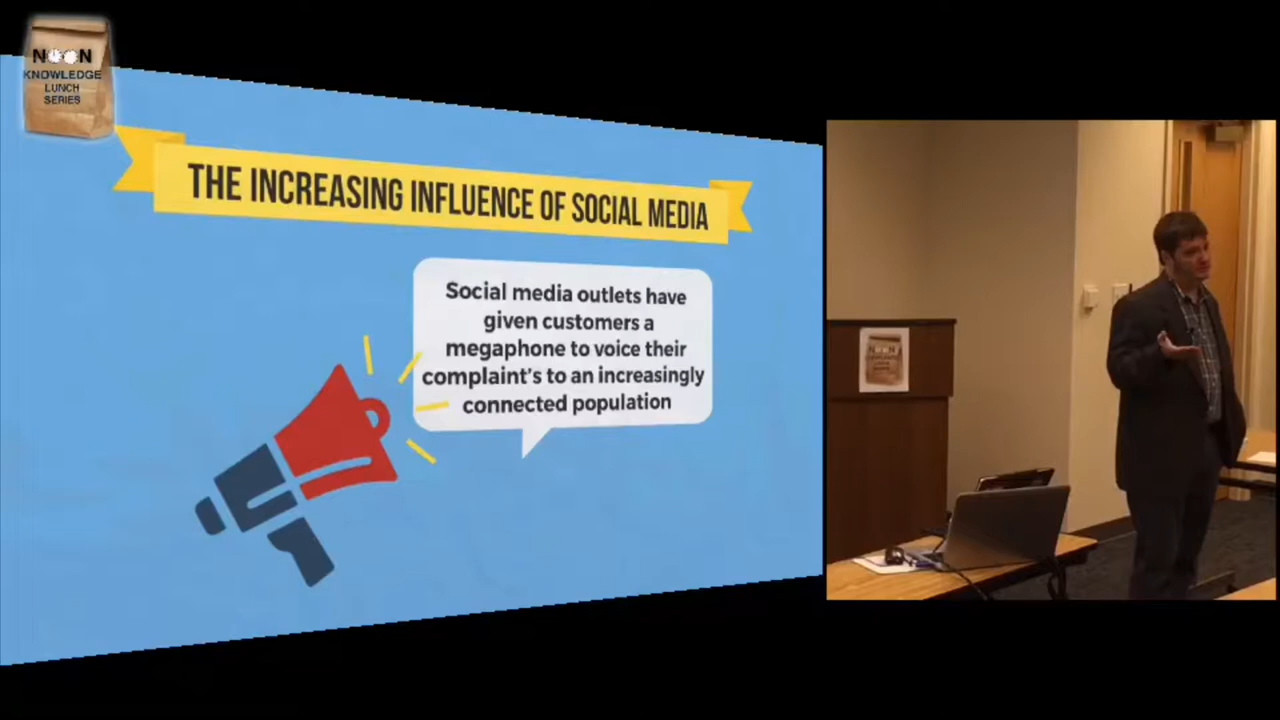 NOON
KNOWLEDGE
LUNCH
SERIES
THE INCREASING INFLUENCE OF SOCIAL MEDIA
Social media outlets have
given customers a
megaphone to voice their
complaint's to an increasingly
connected population
NOON